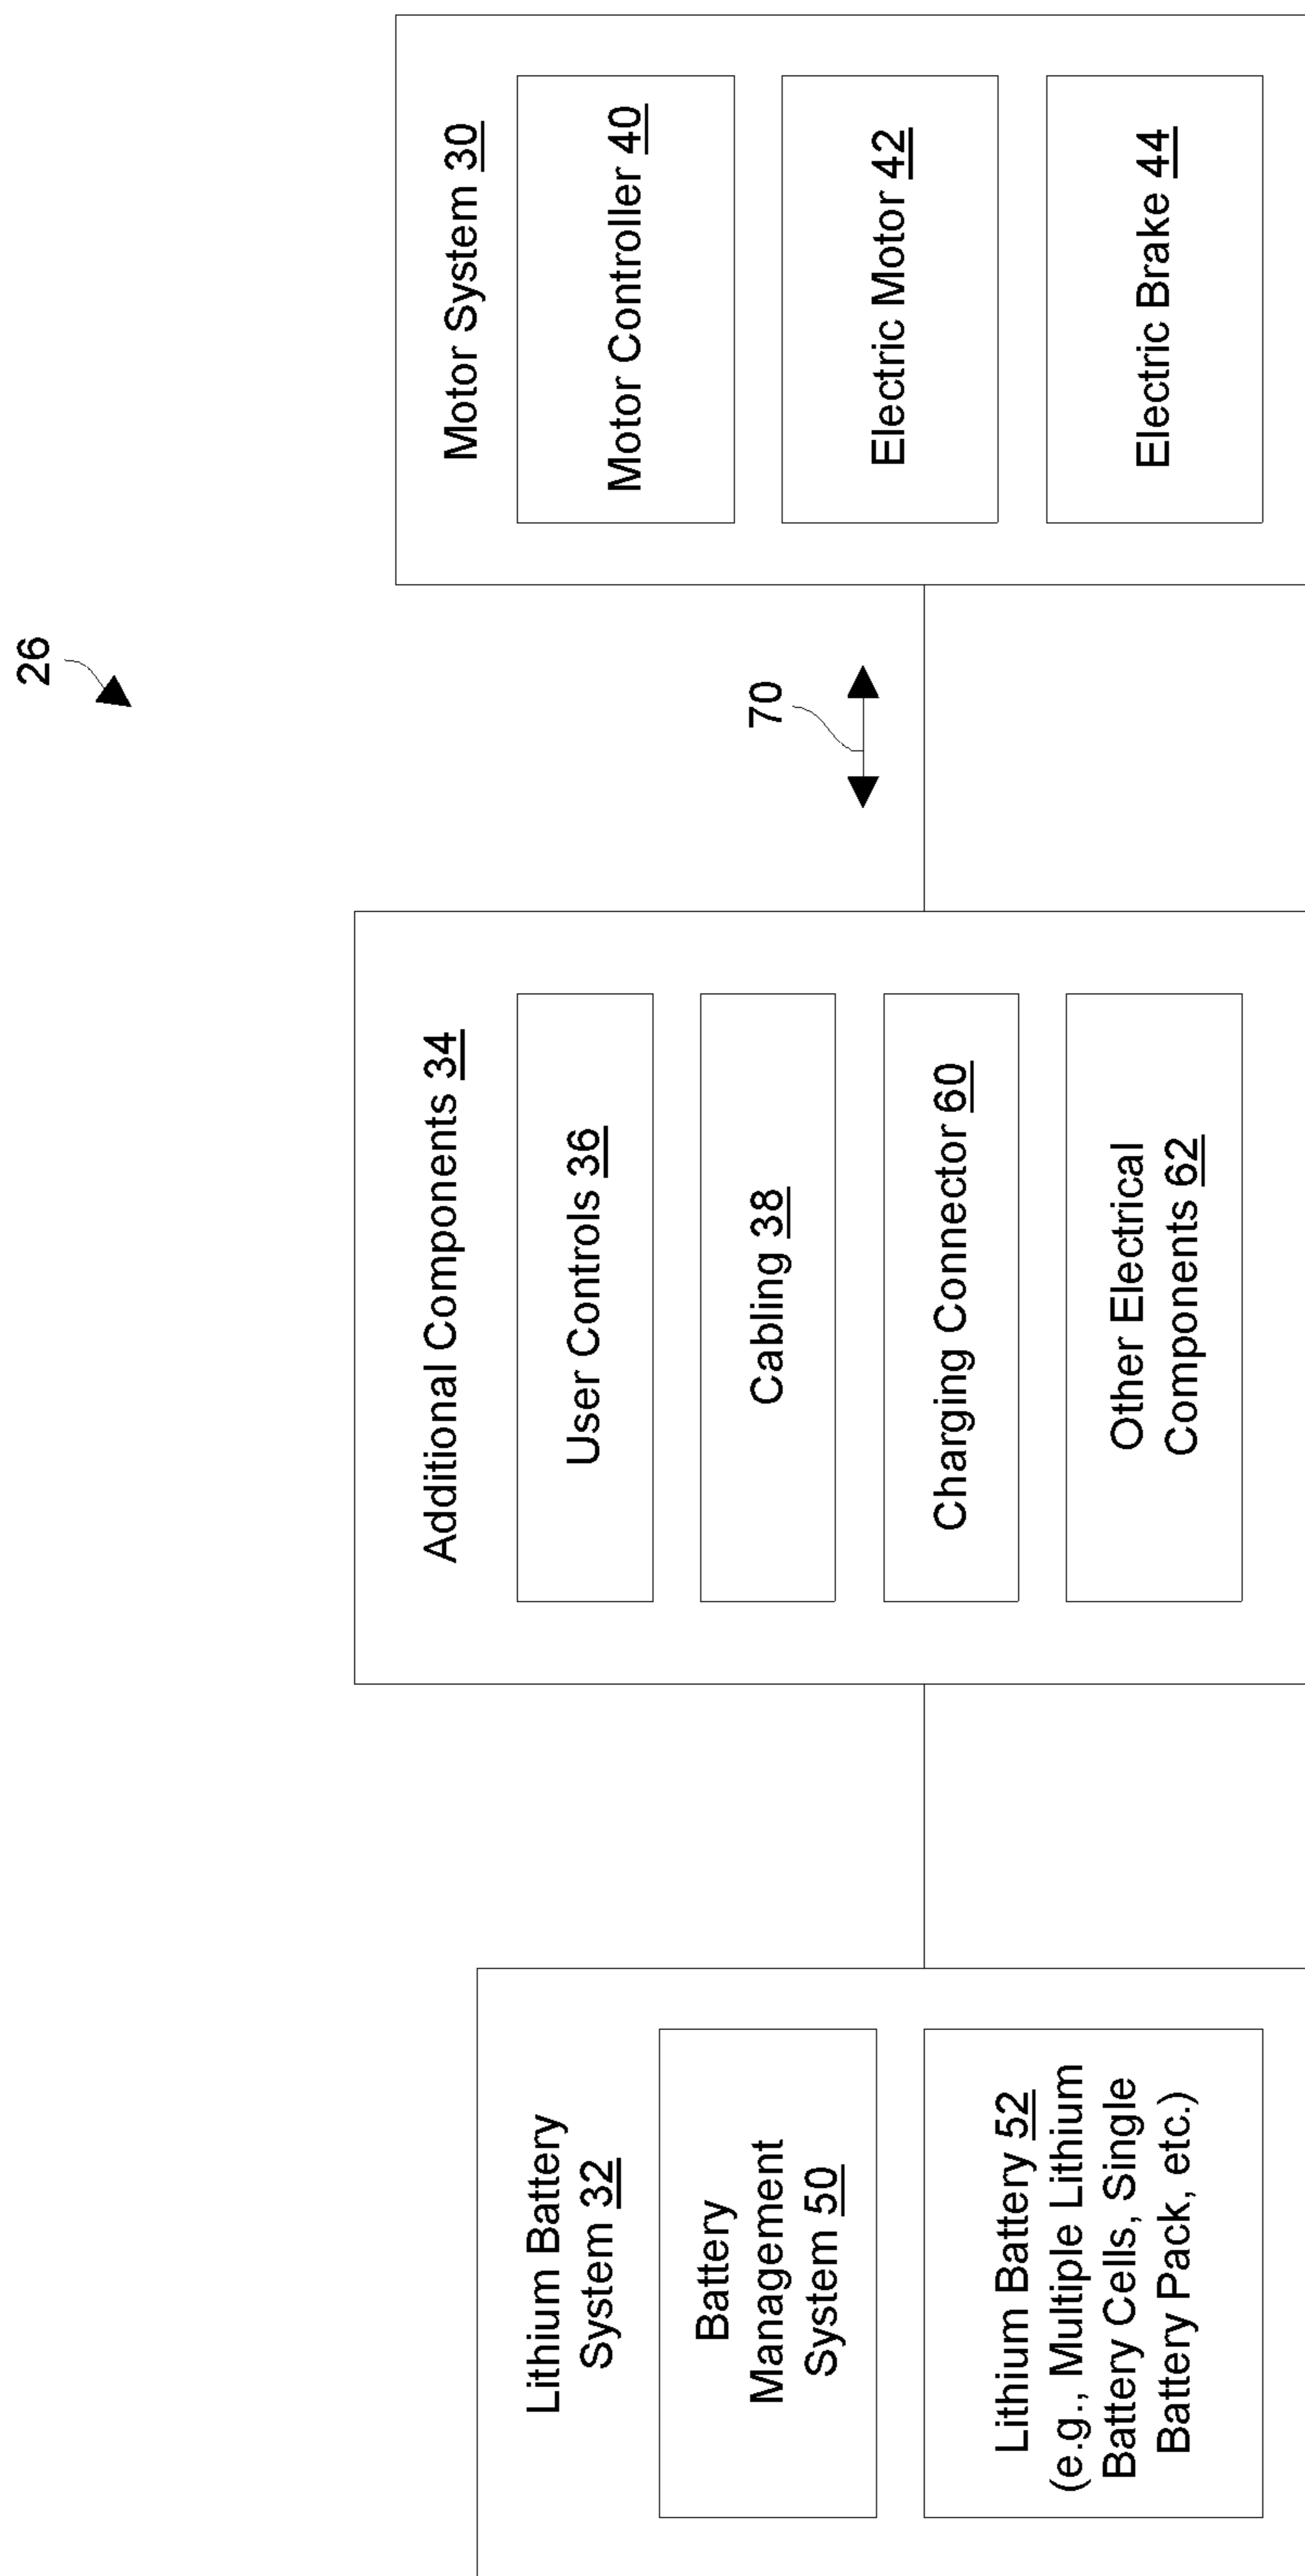 26
Lithium Battery
System 32
Battery
Management
System 50
Lithium Battery 52
(e.g., Multiple Lithium
Battery Cells, Single
Battery Pack, etc.)
Additional Components 34
User Controls 36
Cabling 38
Charging Connector 60
Other Electrical
Components 62
70
Motor System 30
Motor Controller 40
Electric Motor 42
Electric Brake 44